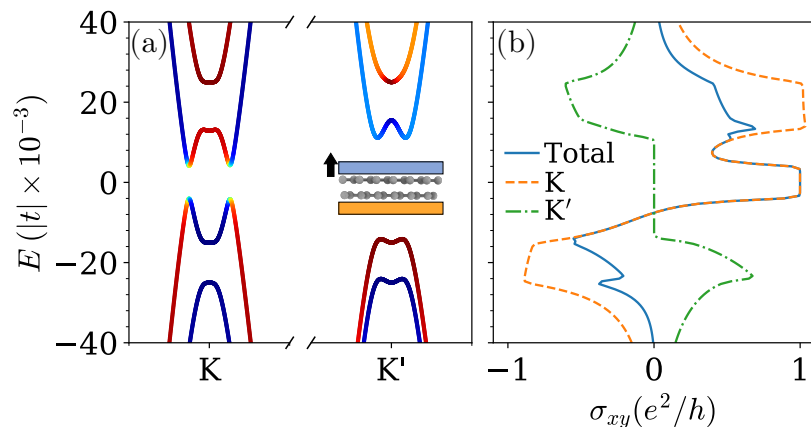 (a)
(b)
E (|t| × 10⁻³)
40
20
0
−20
−40
K
K'
Total
K
K′
−1
0
1
σxy(e²/h)